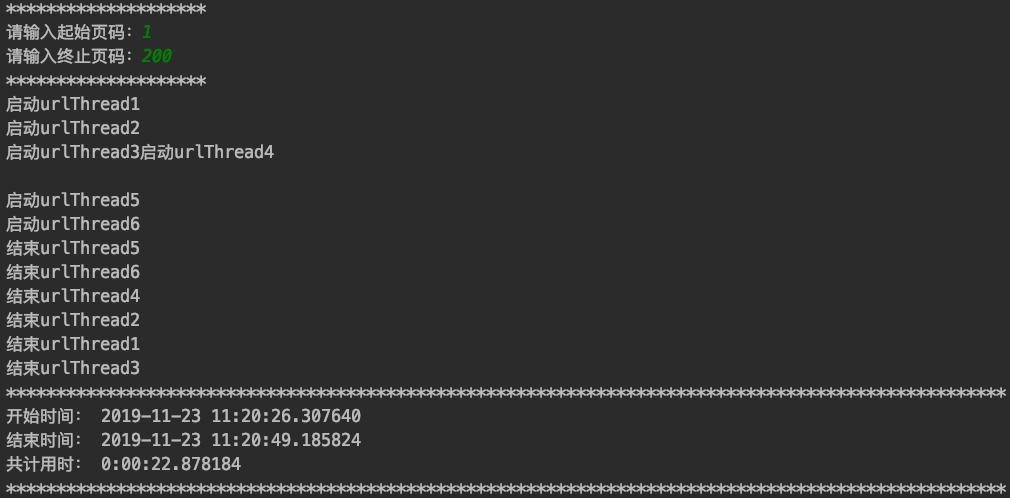 ********************
请输入起始页码：1
请输入终止页码：200
********************
启动urlThread1
启动urlThread2
启动urlThread3启动urlThread4

启动urlThread5
启动urlThread6
结束urlThread5
结束urlThread6
结束urlThread4
结束urlThread2
结束urlThread1
结束urlThread3
****************************************************************************************************
开始时间： 2019-11-23 11:20:26.307640
结束时间： 2019-11-23 11:20:49.185824
共计用时： 0:00:22.878184
****************************************************************************************************